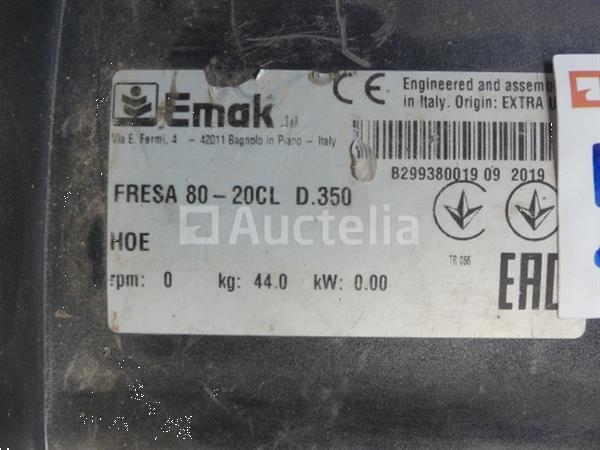 Emak S.p.A.
Via E. Fermi, 4 - 42011 Bagnolo in Piano - Italy
CE Engineered and assemb
in Italy. Origin: EXTRA U
B299380019 09 2019
FRESA 80-20CL D.350
HOE
rpm: 0 kg: 44.0 kW: 0.00
TR 066
EAC
Auctelia